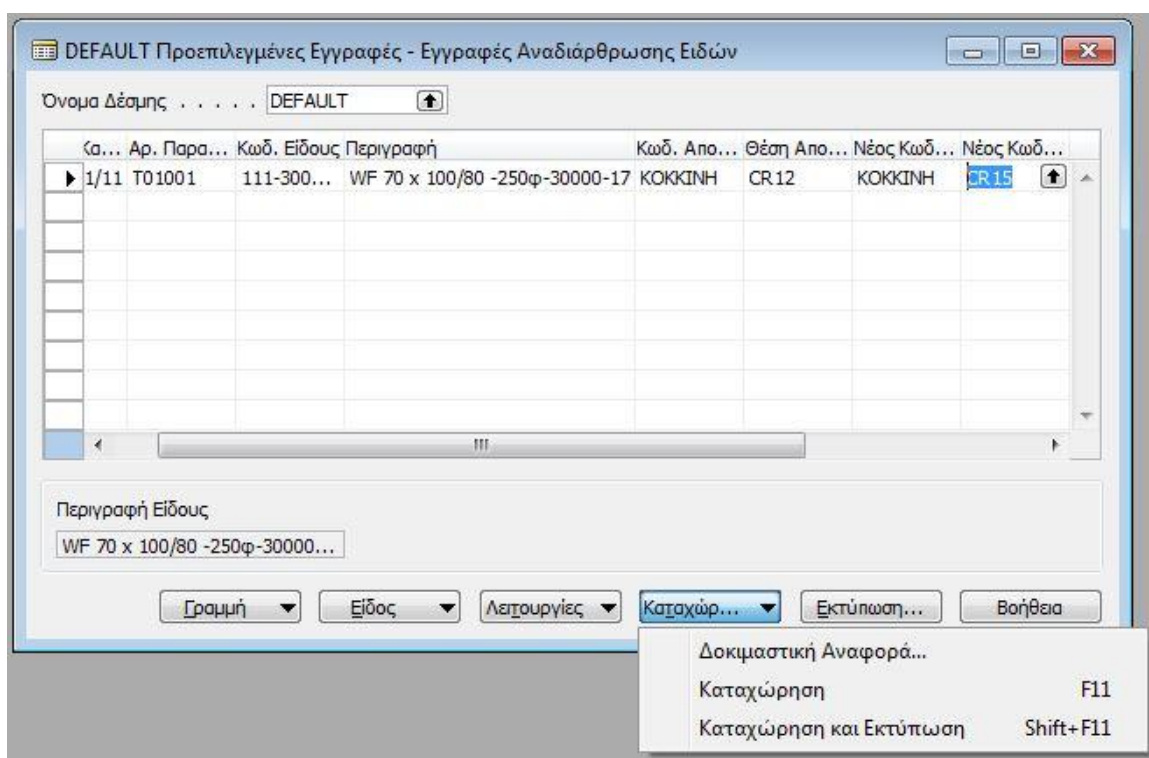 DEFAULT Προεπιλεγμένες Εγγραφές - Εγγραφές Αναδιάρθρωσης Ειδών
Όνομα Δέσμης . . . . . DEFAULT
Κα... Αρ. Παρα... Κωδ. Είδους Περιγραφή Κωδ. Απο... Θέση Απο... Νέος Κωδ... Νέος Κωδ...
1/11 T01001 111-300... WF 70 x 100/80 -250φ-30000-17 ΚΟΚΚΙΝΗ CR12 ΚΟΚΚΙΝΗ CR15
Περιγραφή Είδους
WF 70 x 100/80 -250φ-30000...
Γραμμή Είδος Λειτουργίες Καταχώρ... Εκτύπωση... Βοήθεια
Δοκιμαστική Αναφορά...
Καταχώρηση F11
Καταχώρηση και Εκτύπωση Shift+F11